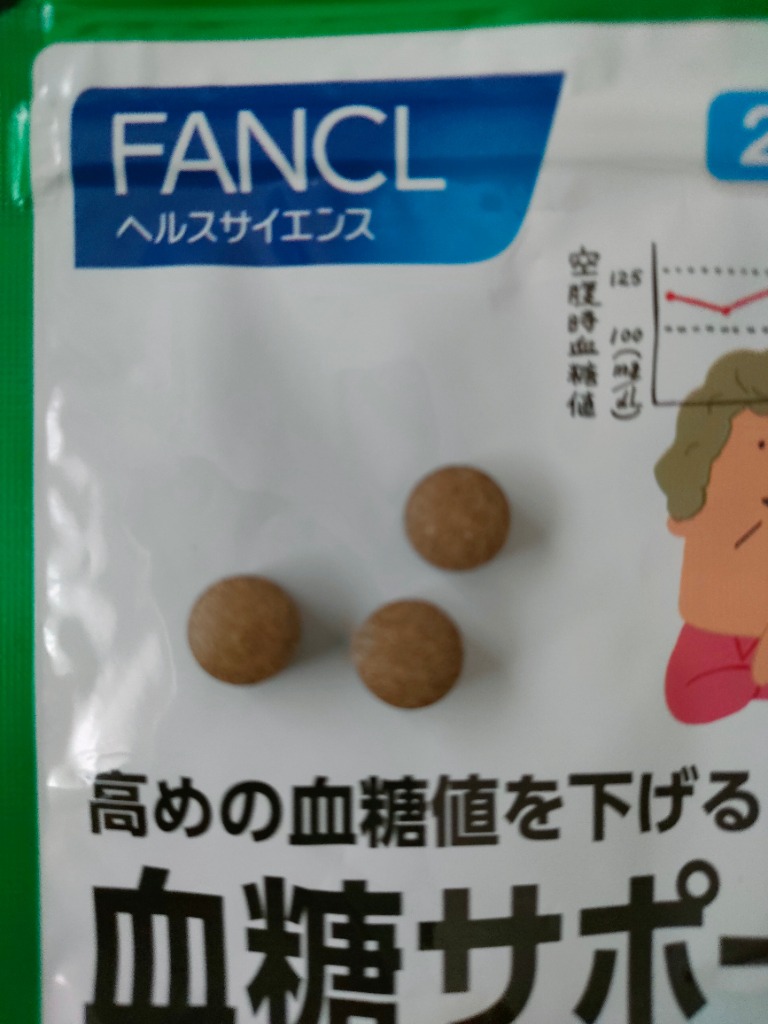 FANCL
ヘルスサイエンス
2
空腹時血糖値
125
100
(mg/dL)
高めの血糖値を下げる
血糖サポー